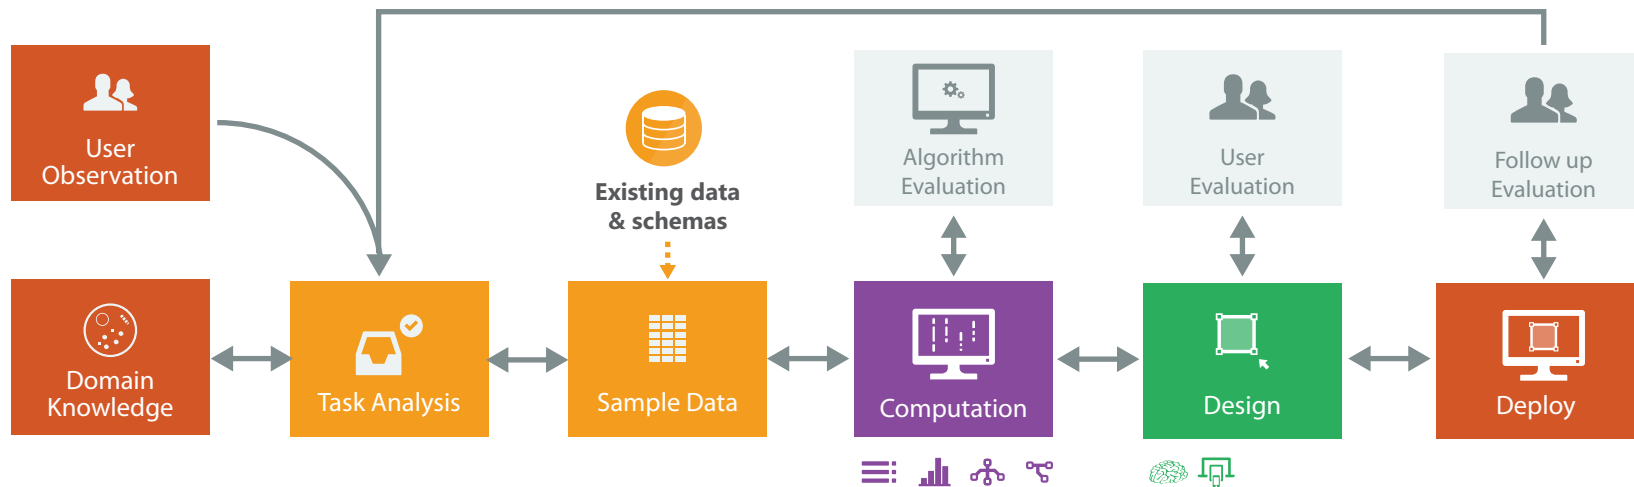 User
Observation
Existing data
& schemas
Algorithm
Evaluation
User
Evaluation
Follow up
Evaluation
Domain
Knowledge
Task Analysis
Sample Data
Computation
Design
Deploy